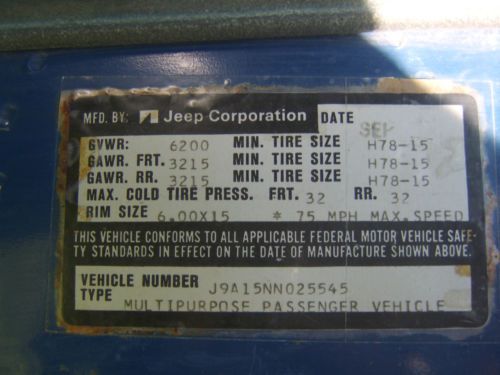 MFD. BY: Jeep Corporation DATE
SEP
GVWR: 6200 MIN. TIRE SIZE H78-15
GAWR. FRT. 3215 MIN. TIRE SIZE H78-15
GAWR. RR. 3215 MIN. TIRE SIZE H78-15
MAX. COLD TIRE PRESS. FRT. 32 RR. 32
RIM SIZE 6.00X15 * 75 MPH MAX.SPEED
THIS VEHICLE CONFORMS TO ALL APPLICABLE FEDERAL MOTOR VEHICLE SAFE-
TY STANDARDS IN EFFECT ON THE DATE OF MANUFACTURE SHOWN ABOVE.
VEHICLE NUMBER J9A15NN025545
TYPE MULTIPURPOSE PASSENGER VEHICLE